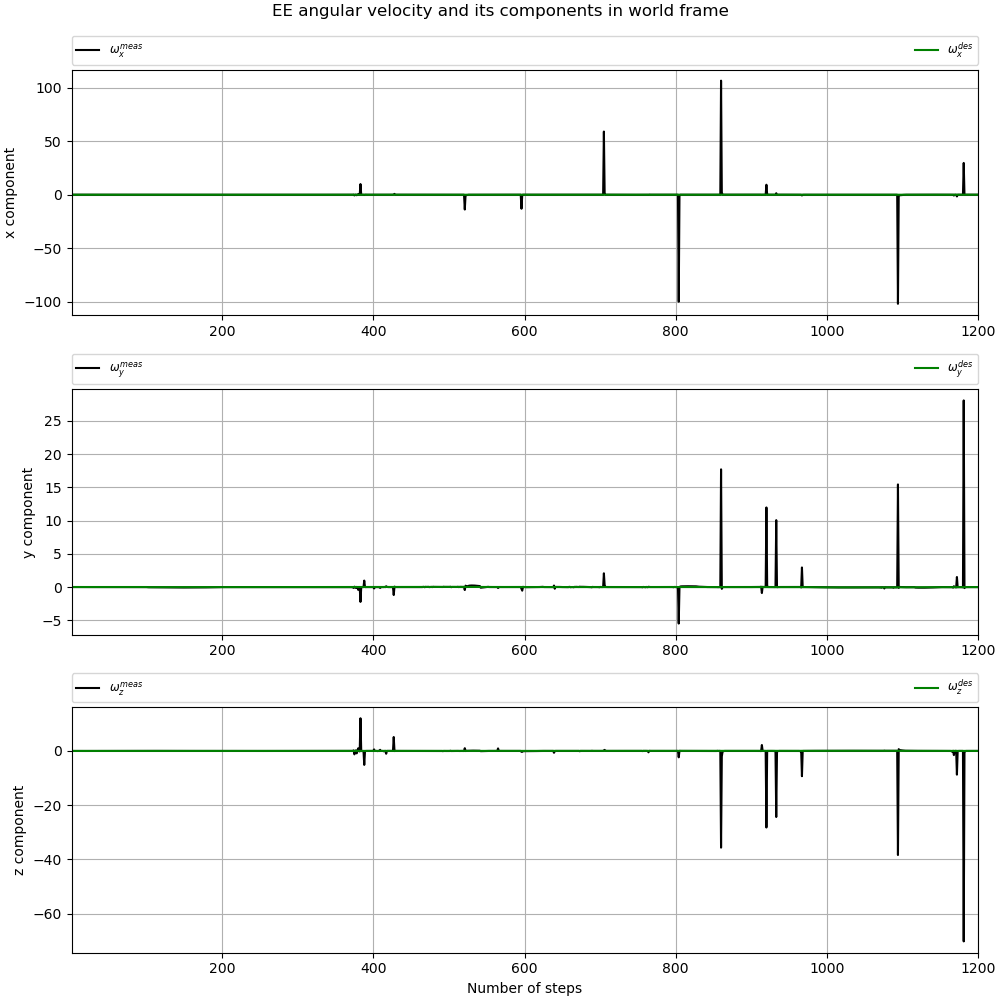 EE angular velocity and its components in world frame
ω_x^meas ω_x^des
100
50
0
−50
−100
x component
200 400 600 800 1000 1200
ω_y^meas ω_y^des
25
20
15
10
5
0
−5
y component
200 400 600 800 1000 1200
ω_z^meas ω_z^des
0
−20
−40
−60
z component
200 400 600 800 1000 1200
Number of steps